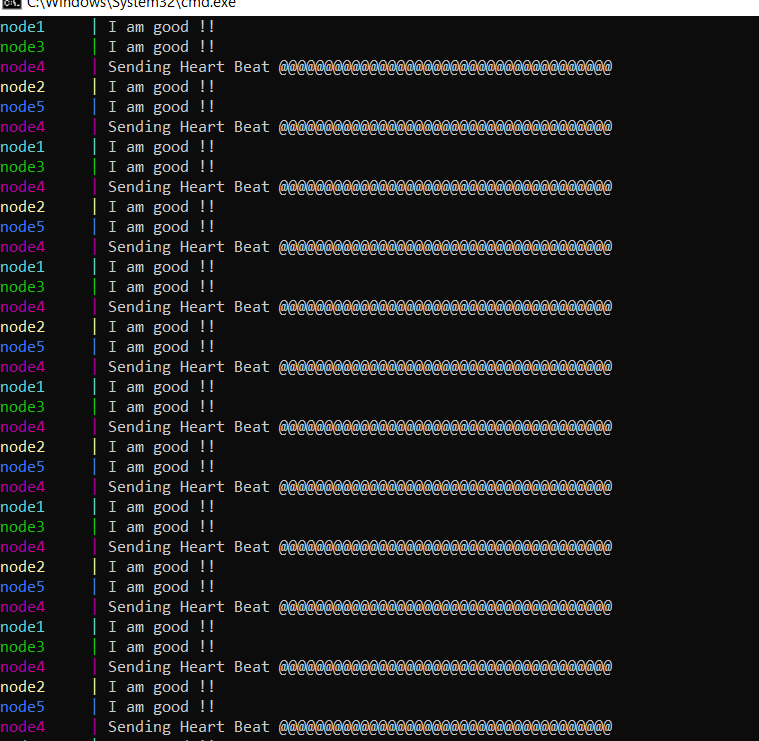 C:\Windows\System32\cmd.exe
node1 | I am good !!
node3 | I am good !!
node4 | Sending Heart Beat @@@@@@@@@@@@@@@@@@@@@@@@@@@@@@@@@@@@@
node2 | I am good !!
node5 | I am good !!
node4 | Sending Heart Beat @@@@@@@@@@@@@@@@@@@@@@@@@@@@@@@@@@@@@
node1 | I am good !!
node3 | I am good !!
node4 | Sending Heart Beat @@@@@@@@@@@@@@@@@@@@@@@@@@@@@@@@@@@@@
node2 | I am good !!
node5 | I am good !!
node4 | Sending Heart Beat @@@@@@@@@@@@@@@@@@@@@@@@@@@@@@@@@@@@@
node1 | I am good !!
node3 | I am good !!
node4 | Sending Heart Beat @@@@@@@@@@@@@@@@@@@@@@@@@@@@@@@@@@@@@
node2 | I am good !!
node5 | I am good !!
node4 | Sending Heart Beat @@@@@@@@@@@@@@@@@@@@@@@@@@@@@@@@@@@@@
node1 | I am good !!
node3 | I am good !!
node4 | Sending Heart Beat @@@@@@@@@@@@@@@@@@@@@@@@@@@@@@@@@@@@@
node2 | I am good !!
node5 | I am good !!
node4 | Sending Heart Beat @@@@@@@@@@@@@@@@@@@@@@@@@@@@@@@@@@@@@
node1 | I am good !!
node3 | I am good !!
node4 | Sending Heart Beat @@@@@@@@@@@@@@@@@@@@@@@@@@@@@@@@@@@@@
node2 | I am good !!
node5 | I am good !!
node4 | Sending Heart Beat @@@@@@@@@@@@@@@@@@@@@@@@@@@@@@@@@@@@@
node1 | I am good !!
node3 | I am good !!
node4 | Sending Heart Beat @@@@@@@@@@@@@@@@@@@@@@@@@@@@@@@@@@@@@
node2 | I am good !!
node5 | I am good !!
node4 | Sending Heart Beat @@@@@@@@@@@@@@@@@@@@@@@@@@@@@@@@@@@@@